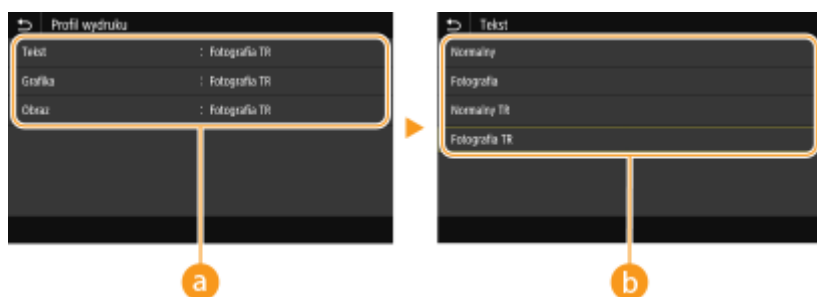 Profil wydruku
Tekst : Fotografia TR
Grafika : Fotografia TR
Obraz : Fotografia TR
a
Tekst
Normalny
Fotografia
Normalny TR
Fotografia TR
b